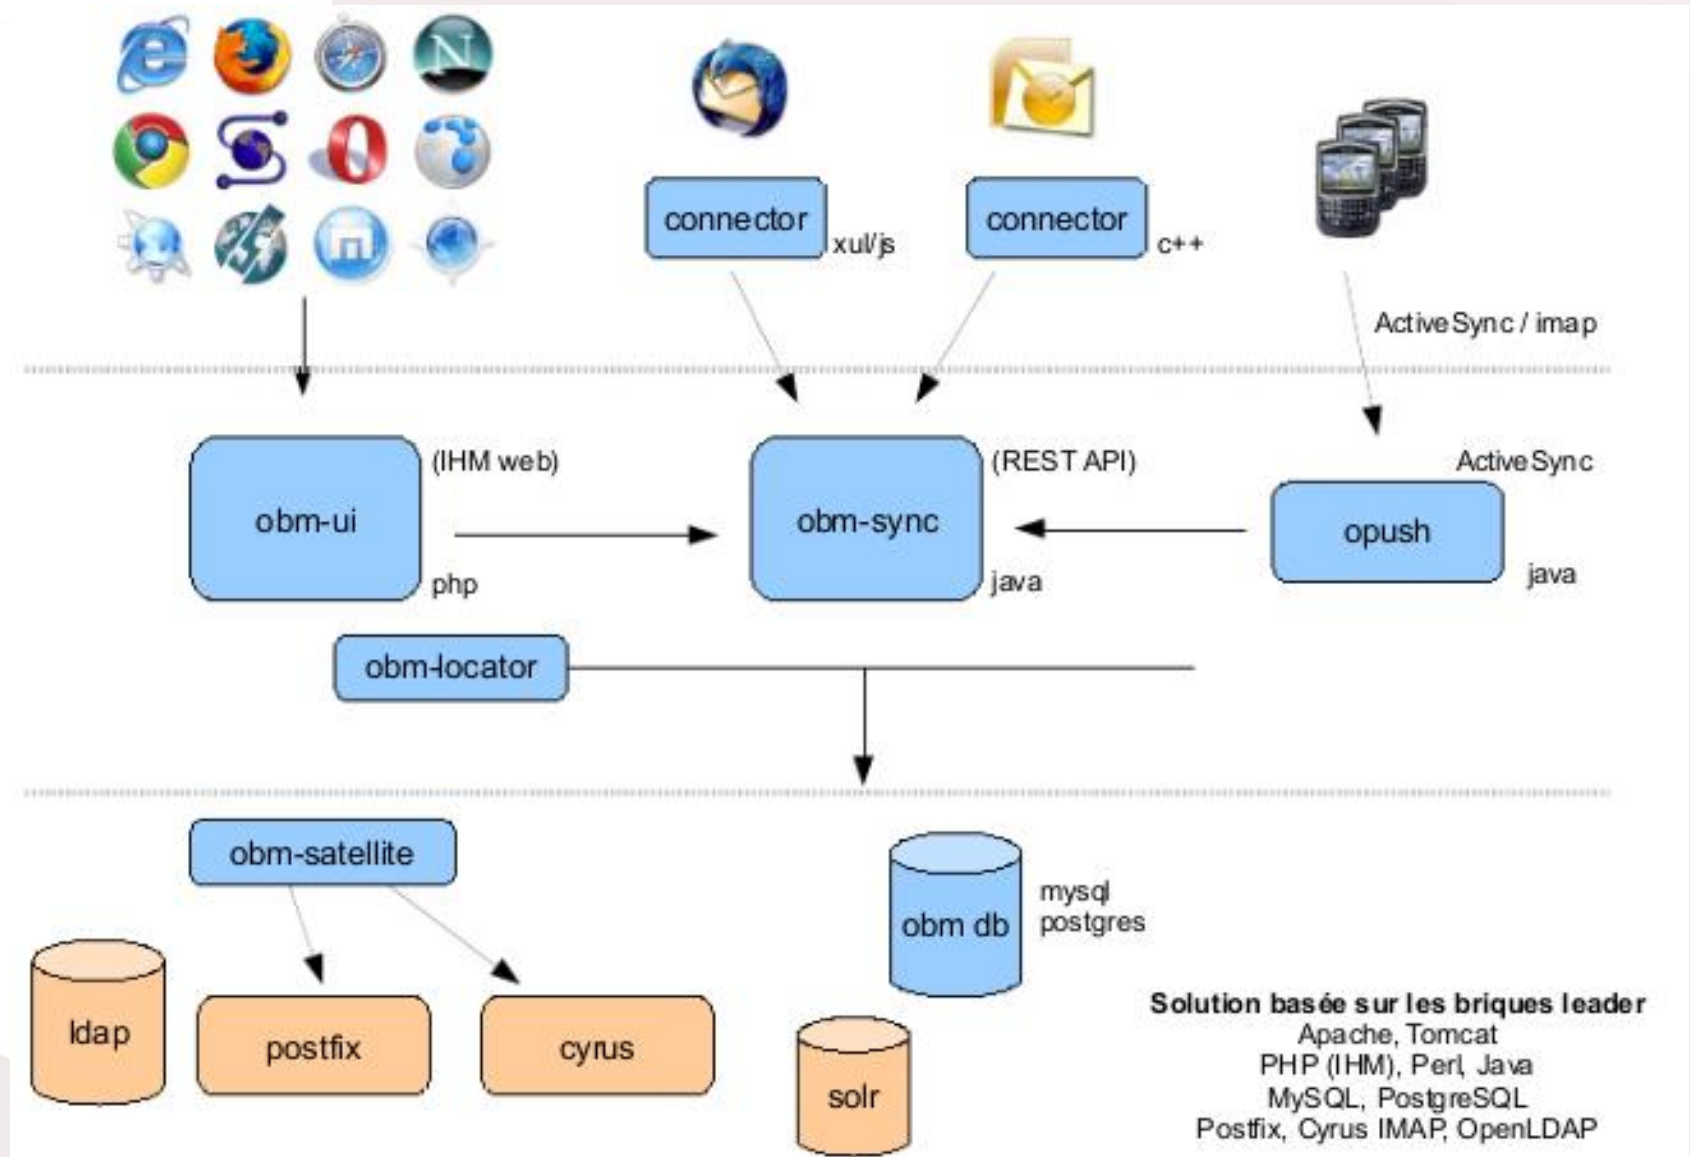 connector
xul/js
connector
c++
ActiveSync / imap
obm-ui
(IHM web)
php
obm-sync
(REST API)
java
ActiveSync
opush
java
obm-locator
obm-satellite
ldap
postfix
cyrus
obm db
mysql
postgres
solr
Solution basée sur les briques leader
Apache, Tomcat
PHP (IHM), Perl, Java
MySQL, PostgreSQL
Postfix, Cyrus IMAP, OpenLDAP